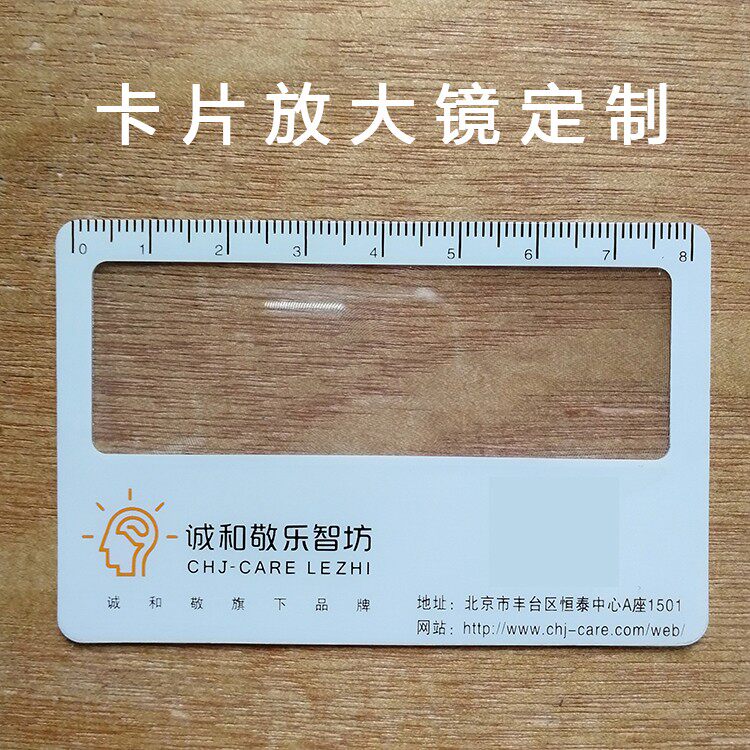 卡片放大镜定制
0 1 2 3 4 5 6 7 8
诚和敬乐智坊
CHJ-CARE LEZHI
诚和敬旗下品牌
地址：北京市丰台区恒泰中心A座1501
网站：http://www.chj-care.com/web/